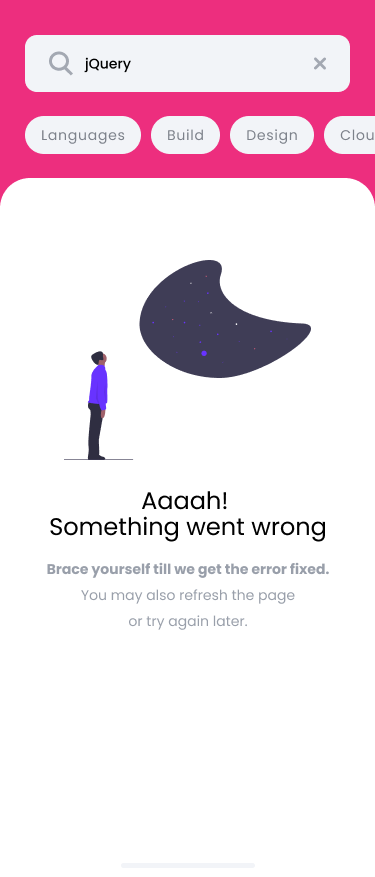 jQuery
Languages
Build
Design
Clou
Aaaah!
Something went wrong
Brace yourself till we get the error fixed.
You may also refresh the page
or try again later.